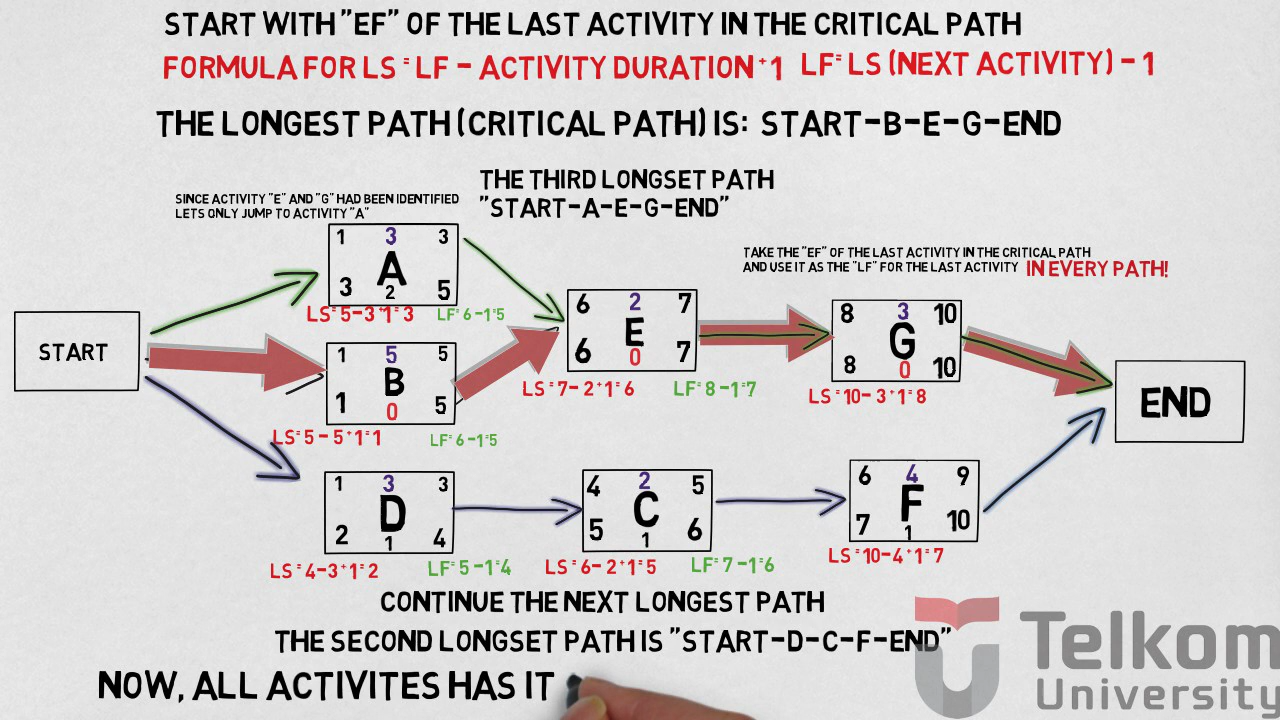 START WITH "EF" OF THE LAST ACTIVITY IN THE CRITICAL PATH
FORMULA FOR LS = LF - ACTIVITY DURATION + 1 LF= LS (NEXT ACTIVITY) - 1
THE LONGEST PATH (CRITICAL PATH) IS: START-B-E-G-END
THE THIRD LONGSET PATH
"START-A-E-G-END"
SINCE ACTIVITY "E" AND "G" HAD BEEN IDENTIFIED
LETS ONLY JUMP TO ACTIVITY "A"
TAKE THE "EF" OF THE LAST ACTIVITY IN THE CRITICAL PATH
AND USE IT AS THE "LF" FOR THE LAST ACTIVITY IN EVERY PATH!
1 3 3
A
3 2 5
LS = 5-3+1= 3 LF= 6-1=5
START
1 5 5
B
1 0 5
LS = 5-5+1=1 LF= 6-1=5
6 2 7
E
6 0 7
LS = 7-2+1=6 LF= 8-1=7
8 3 10
G
8 0 10
LS = 10-3+1=8
END
1 3 3
D
2 1 4
LS = 4-3+1=2 LF= 5-1=4
4 2 5
C
5 1 6
LS = 6-2+1=5 LF= 7-1=6
6 4 9
F
7 1 10
LS = 10-4+1=7
CONTINUE THE NEXT LONGEST PATH
THE SECOND LONGSET PATH IS "START-D-C-F-END"
NOW, ALL ACTIVITES HAS IT
Telkom
University